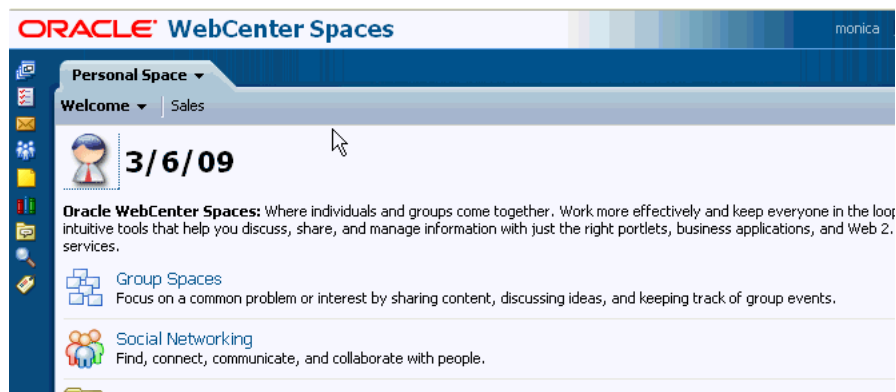 ORACLE WebCenter Spaces
monica
Personal Space
Welcome
Sales
3/6/09
Oracle WebCenter Spaces: Where individuals and groups come together. Work more effectively and keep everyone in the loop
intuitive tools that help you discuss, share, and manage information with just the right portlets, business applications, and Web 2.
services.
Group Spaces
Focus on a common problem or interest by sharing content, discussing ideas, and keeping track of group events.
Social Networking
Find, connect, communicate, and collaborate with people.